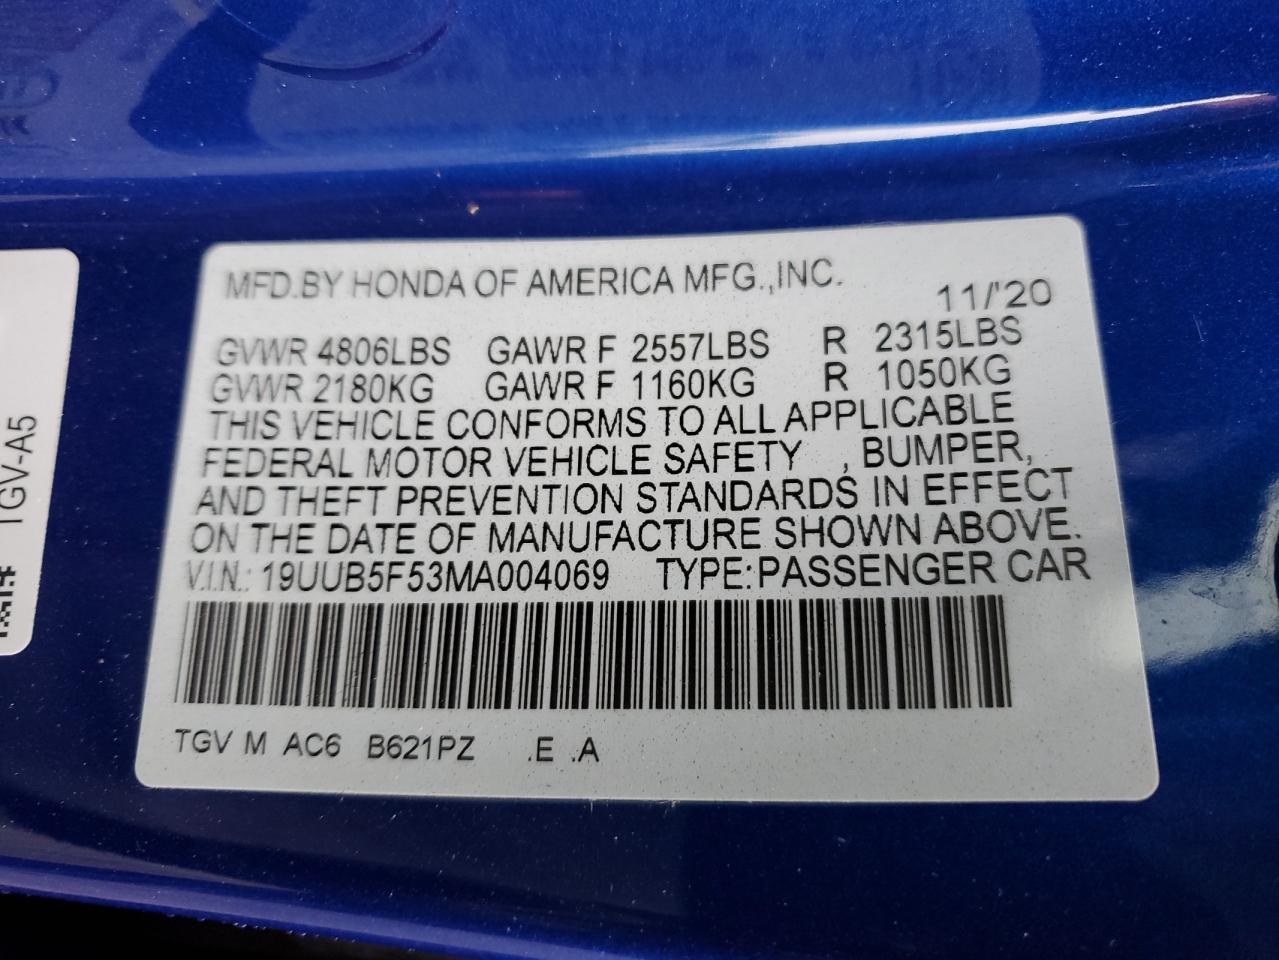 MFD.BY HONDA OF AMERICA MFG.,INC.
11/'20
GVWR 4806LBS GAWR F 2557LBS R 2315LBS
GVWR 2180KG GAWR F 1160KG R 1050KG
THIS VEHICLE CONFORMS TO ALL APPLICABLE
FEDERAL MOTOR VEHICLE SAFETY , BUMPER,
AND THEFT PREVENTION STANDARDS IN EFFECT
ON THE DATE OF MANUFACTURE SHOWN ABOVE.
V.I.N.: 19UUB5F53MA004069 TYPE:PASSENGER CAR
TGV M AC6 B621PZ .E .A
TGV-A5